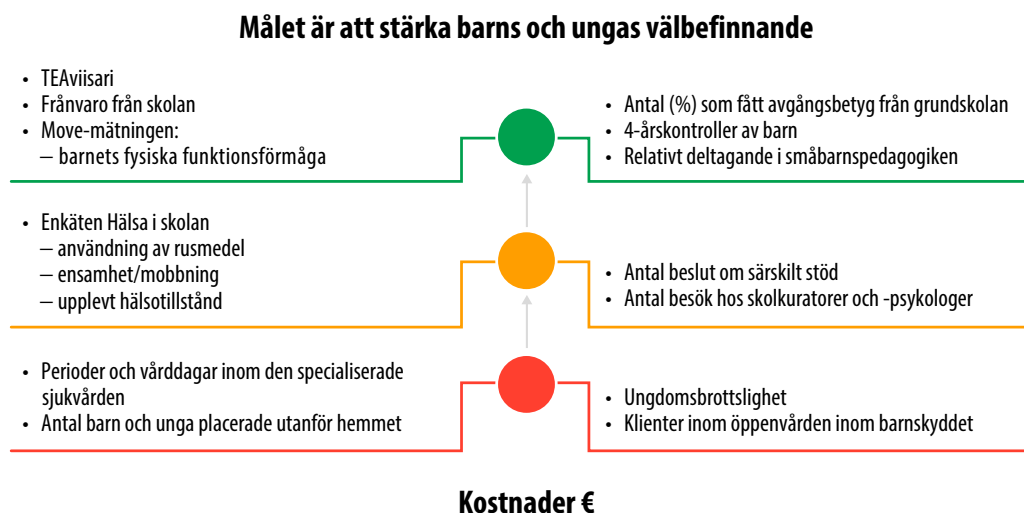 Målet är att stärka barns och ungas välbefinnande
• TEAviisari
• Frånvaro från skolan
• Move-mätningen:
– barnets fysiska funktionsförmåga
• Antal (%) som fått avgångsbetyg från grundskolan
• 4-årskontroller av barn
• Relativt deltagande i småbarnspedagogiken
• Enkäten Hälsa i skolan
– användning av rusmedel
– ensamhet/mobbning
– upplevt hälsotillstånd
• Antal beslut om särskilt stöd
• Antal besök hos skolkuratorer och -psykologer
• Perioder och vårddagar inom den specialiserade
sjukvården
• Antal barn och unga placerade utanför hemmet
• Ungdomsbrottslighet
• Klienter inom öppenvården inom barnskyddet
Kostnader €